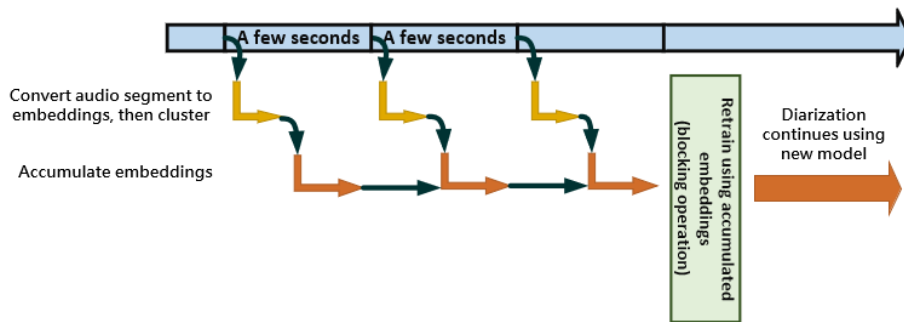 A few seconds
A few seconds
Convert audio segment to
embeddings, then cluster
Accumulate embeddings
Retrain using accumulated
embeddings
(blocking operation)
Diarization
continues using
new model